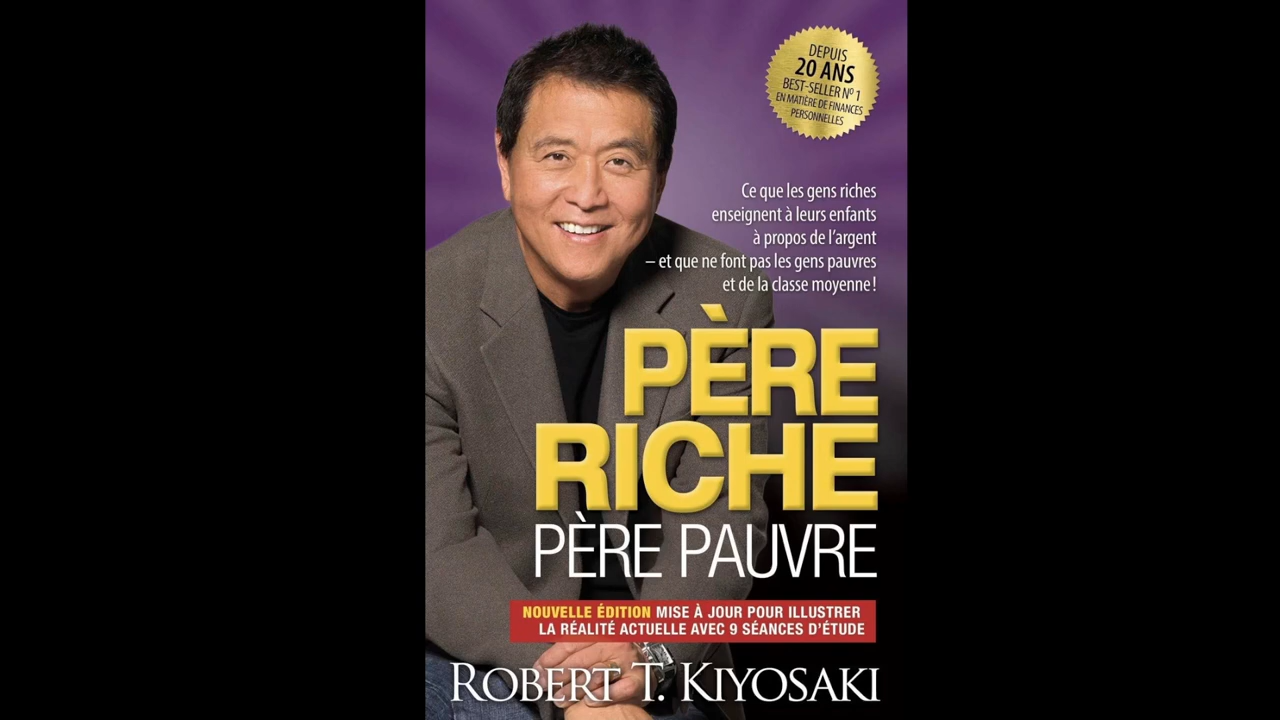 DEPUIS
20 ANS
BEST-SELLER Nº 1
EN MATIÈRE DE FINANCES
PERSONNELLES
Ce que les gens riches
enseignent à leurs enfants
à propos de l'argent
– et que ne font pas les gens pauvres
et de la classe moyenne !
PÈRE
RICHE
PÈRE PAUVRE
NOUVELLE ÉDITION MISE À JOUR POUR ILLUSTRER
LA RÉALITÉ ACTUELLE AVEC 9 SÉANCES D'ÉTUDE
ROBERT T. KIYOSAKI